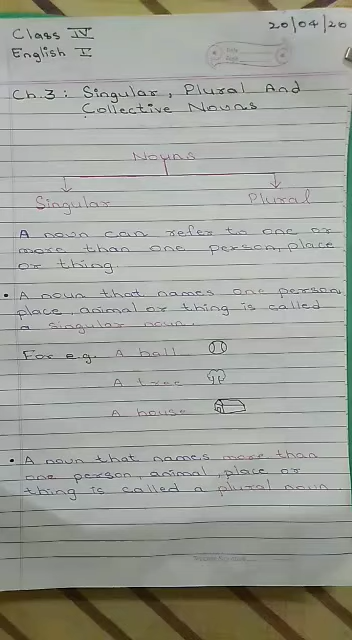 Class IV
20/04/20
English I
Date
Page
Ch.3: Singular, Plural And
Collective Nouns
Nouns
Singular Plural
A noun can refer to one or
more than one person, place
or thing.
• A noun that names one person
place, animal or thing is called
a singular noun.
For e.g. A ball
A tree
A house
• A noun that names more than
one person, animal, place or
thing is called a plural noun